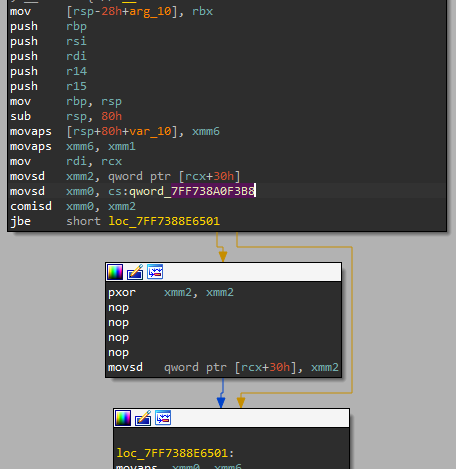 mov [rsp-28h+arg_10], rbx
push rbp
push rsi
push rdi
push r14
push r15
mov rbp, rsp
sub rsp, 80h
movaps [rsp+80h+var_10], xmm6
movaps xmm6, xmm1
mov rdi, rcx
movsd xmm2, qword ptr [rcx+30h]
movsd xmm0, cs:qword_7FF738A0F3B8
comisd xmm0, xmm2
jbe short loc_7FF7388E6501
pxor xmm2, xmm2
nop
nop
nop
nop
movsd qword ptr [rcx+30h], xmm2
loc_7FF7388E6501:
movaps xmm0, xmm6